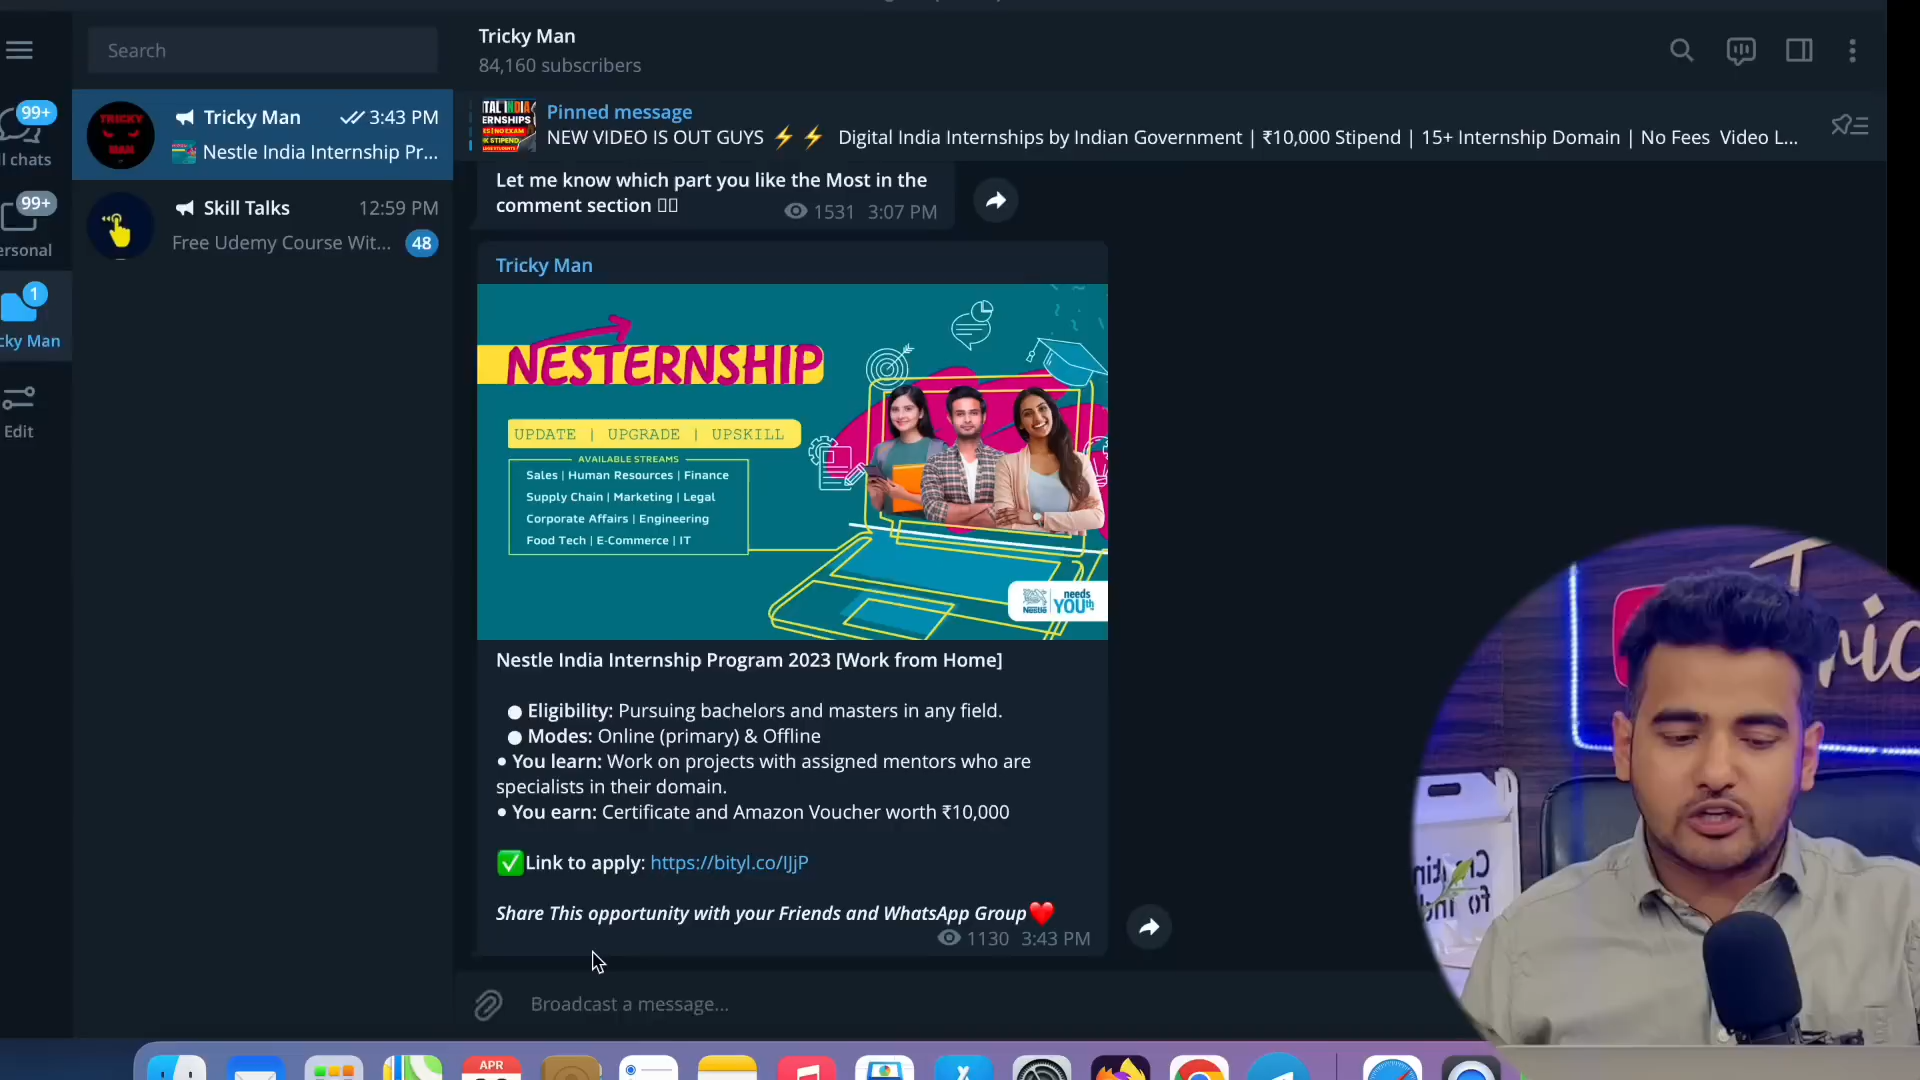 Search
Tricky Man
84,160 subscribers
99+
Tricky Man
3:43 PM
Nestle India Internship Pr...
ll chats
99+
ersonal
Skill Talks
12:59 PM
Free Udemy Course Wit...
48
1
cky Man
Edit
TAL INDIA
ERNSHIPS
Pinned message
NEW VIDEO IS OUT GUYS ⚡ ⚡ Digital India Internships by Indian Government | ₹10,000 Stipend | 15+ Internship Domain | No Fees Video L...
Let me know which part you like the Most in the
comment section
1531 3:07 PM
Tricky Man
NESTERNSHIP
UPDATE | UPGRADE | UPSKILL
AVAILABLE STREAMS
Sales | Human Resources | Finance
Supply Chain | Marketing | Legal
Corporate Affairs | Engineering
Food Tech | E-Commerce | IT
Nestle
needs
YOUth
Nestle India Internship Program 2023 [Work from Home]
● Eligibility: Pursuing bachelors and masters in any field.
● Modes: Online (primary) & Offline
• You learn: Work on projects with assigned mentors who are
specialists in their domain.
• You earn: Certificate and Amazon Voucher worth ₹10,000
✅Link to apply: https://bityl.co/IJjP
Share This opportunity with your Friends and WhatsApp Group❤️
1130 3:43 PM
Broadcast a message...
APR